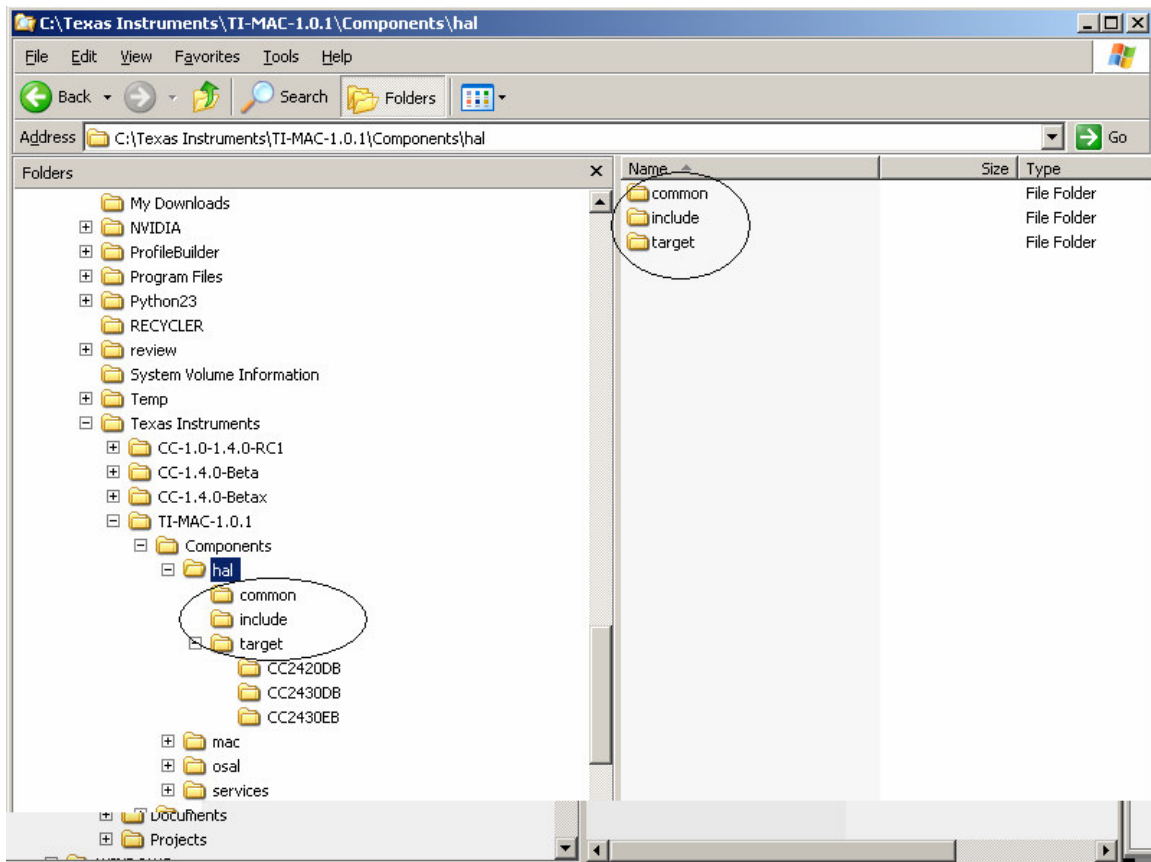 C:\Texas Instruments\TI-MAC-1.0.1\Components\hal
File Edit View Favorites Tools Help
Back Search Folders
Address C:\Texas Instruments\TI-MAC-1.0.1\Components\hal Go
Folders
My Downloads
NVIDIA
ProfileBuilder
Program Files
Python23
RECYCLER
review
System Volume Information
Temp
Texas Instruments
CC-1.0-1.4.0-RC1
CC-1.4.0-Beta
CC-1.4.0-Betax
TI-MAC-1.0.1
Components
hal
common
include
target
CC2420DB
CC2430DB
CC2430EB
mac
osal
services
Documents
Projects
Name Size Type
common File Folder
include File Folder
target File Folder